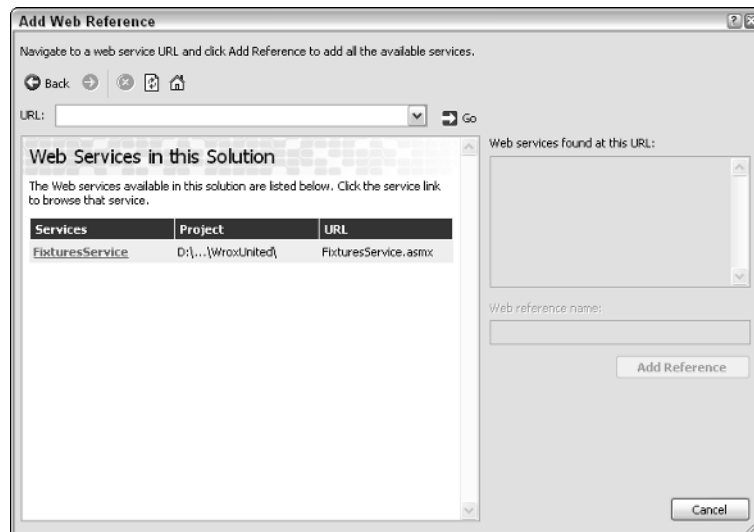 Add Web Reference
Navigate to a web service URL and click Add Reference to add all the available services.
Back
URL:
Go
Web Services in this Solution
The Web services available in this solution are listed below. Click the service link
to browse that service.
Services Project URL
FixturesService D:\...\WroxUnited\ FixturesService.asmx
Web services found at this URL:
Web reference name:
Add Reference
Cancel